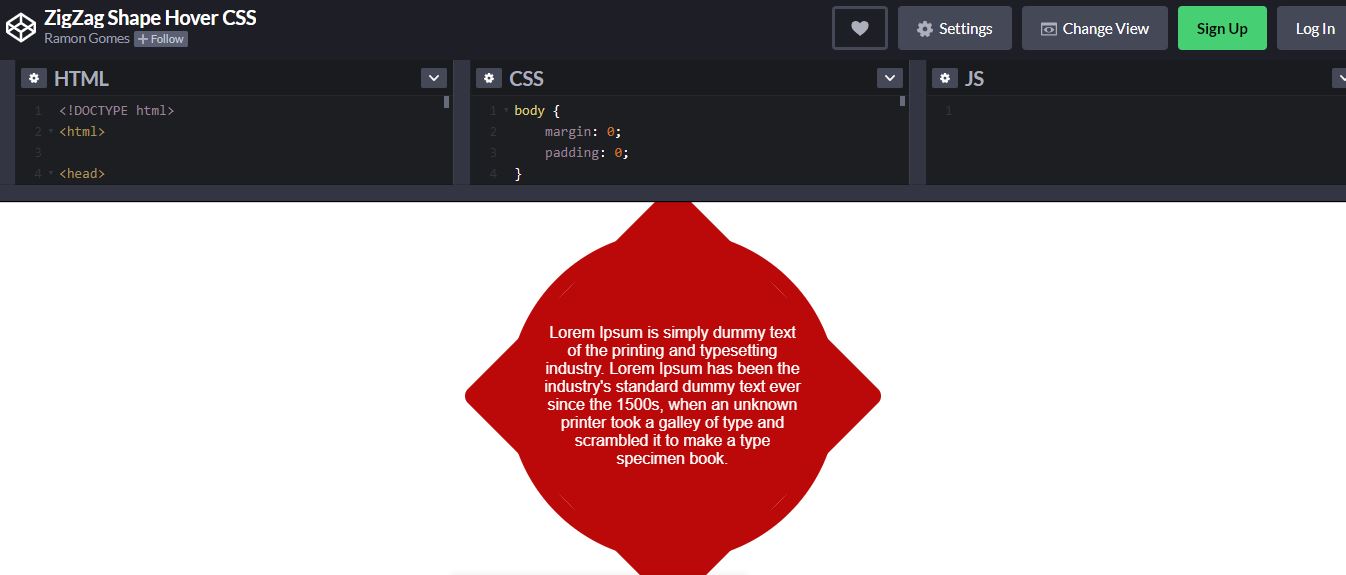 ZigZag Shape Hover CSS
Ramon Gomes + Follow
Settings
Change View
Sign Up
Log In
HTML
CSS
JS
1 <!DOCTYPE html>
2 <html>
3
4 <head>
1 body {
2 margin: 0;
3 padding: 0;
4 }
1
Lorem Ipsum is simply dummy text
of the printing and typesetting
industry. Lorem Ipsum has been the
industry's standard dummy text ever
since the 1500s, when an unknown
printer took a galley of type and
scrambled it to make a type
specimen book.